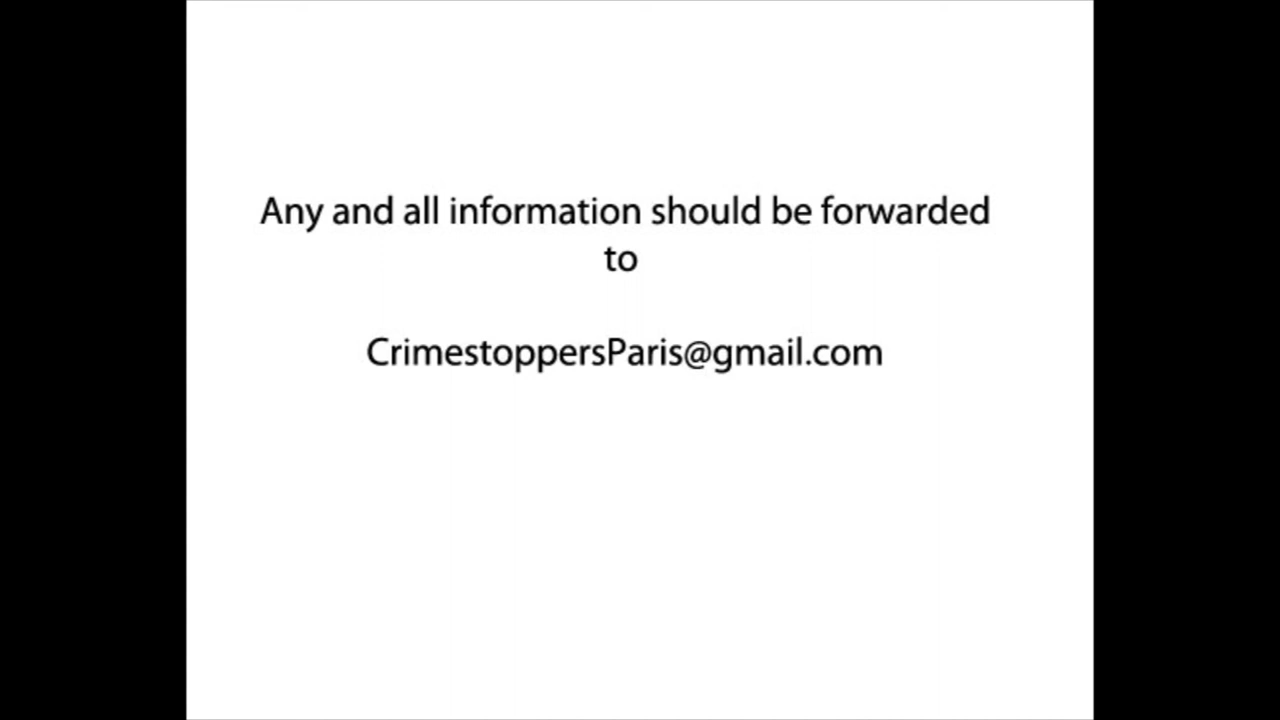 Any and all information should be forwarded
to
CrimestoppersParis@gmail.com